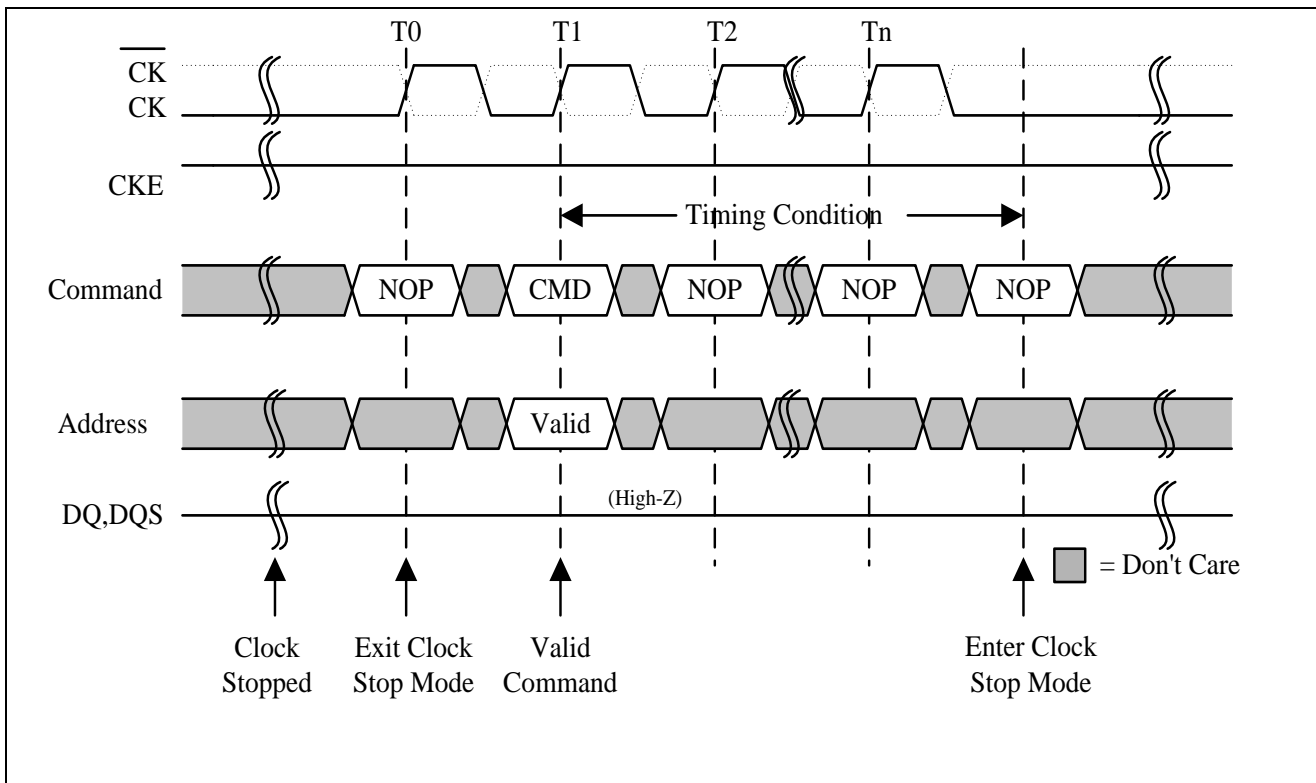 T0 T1 T2 Tn
CK
CK
CKE
Timing Condition
Command NOP CMD NOP NOP NOP
Address Valid
(High-Z)
DQ,DQS
= Don't Care
Clock Stopped
Exit Clock Stop Mode
Valid Command
Enter Clock Stop Mode